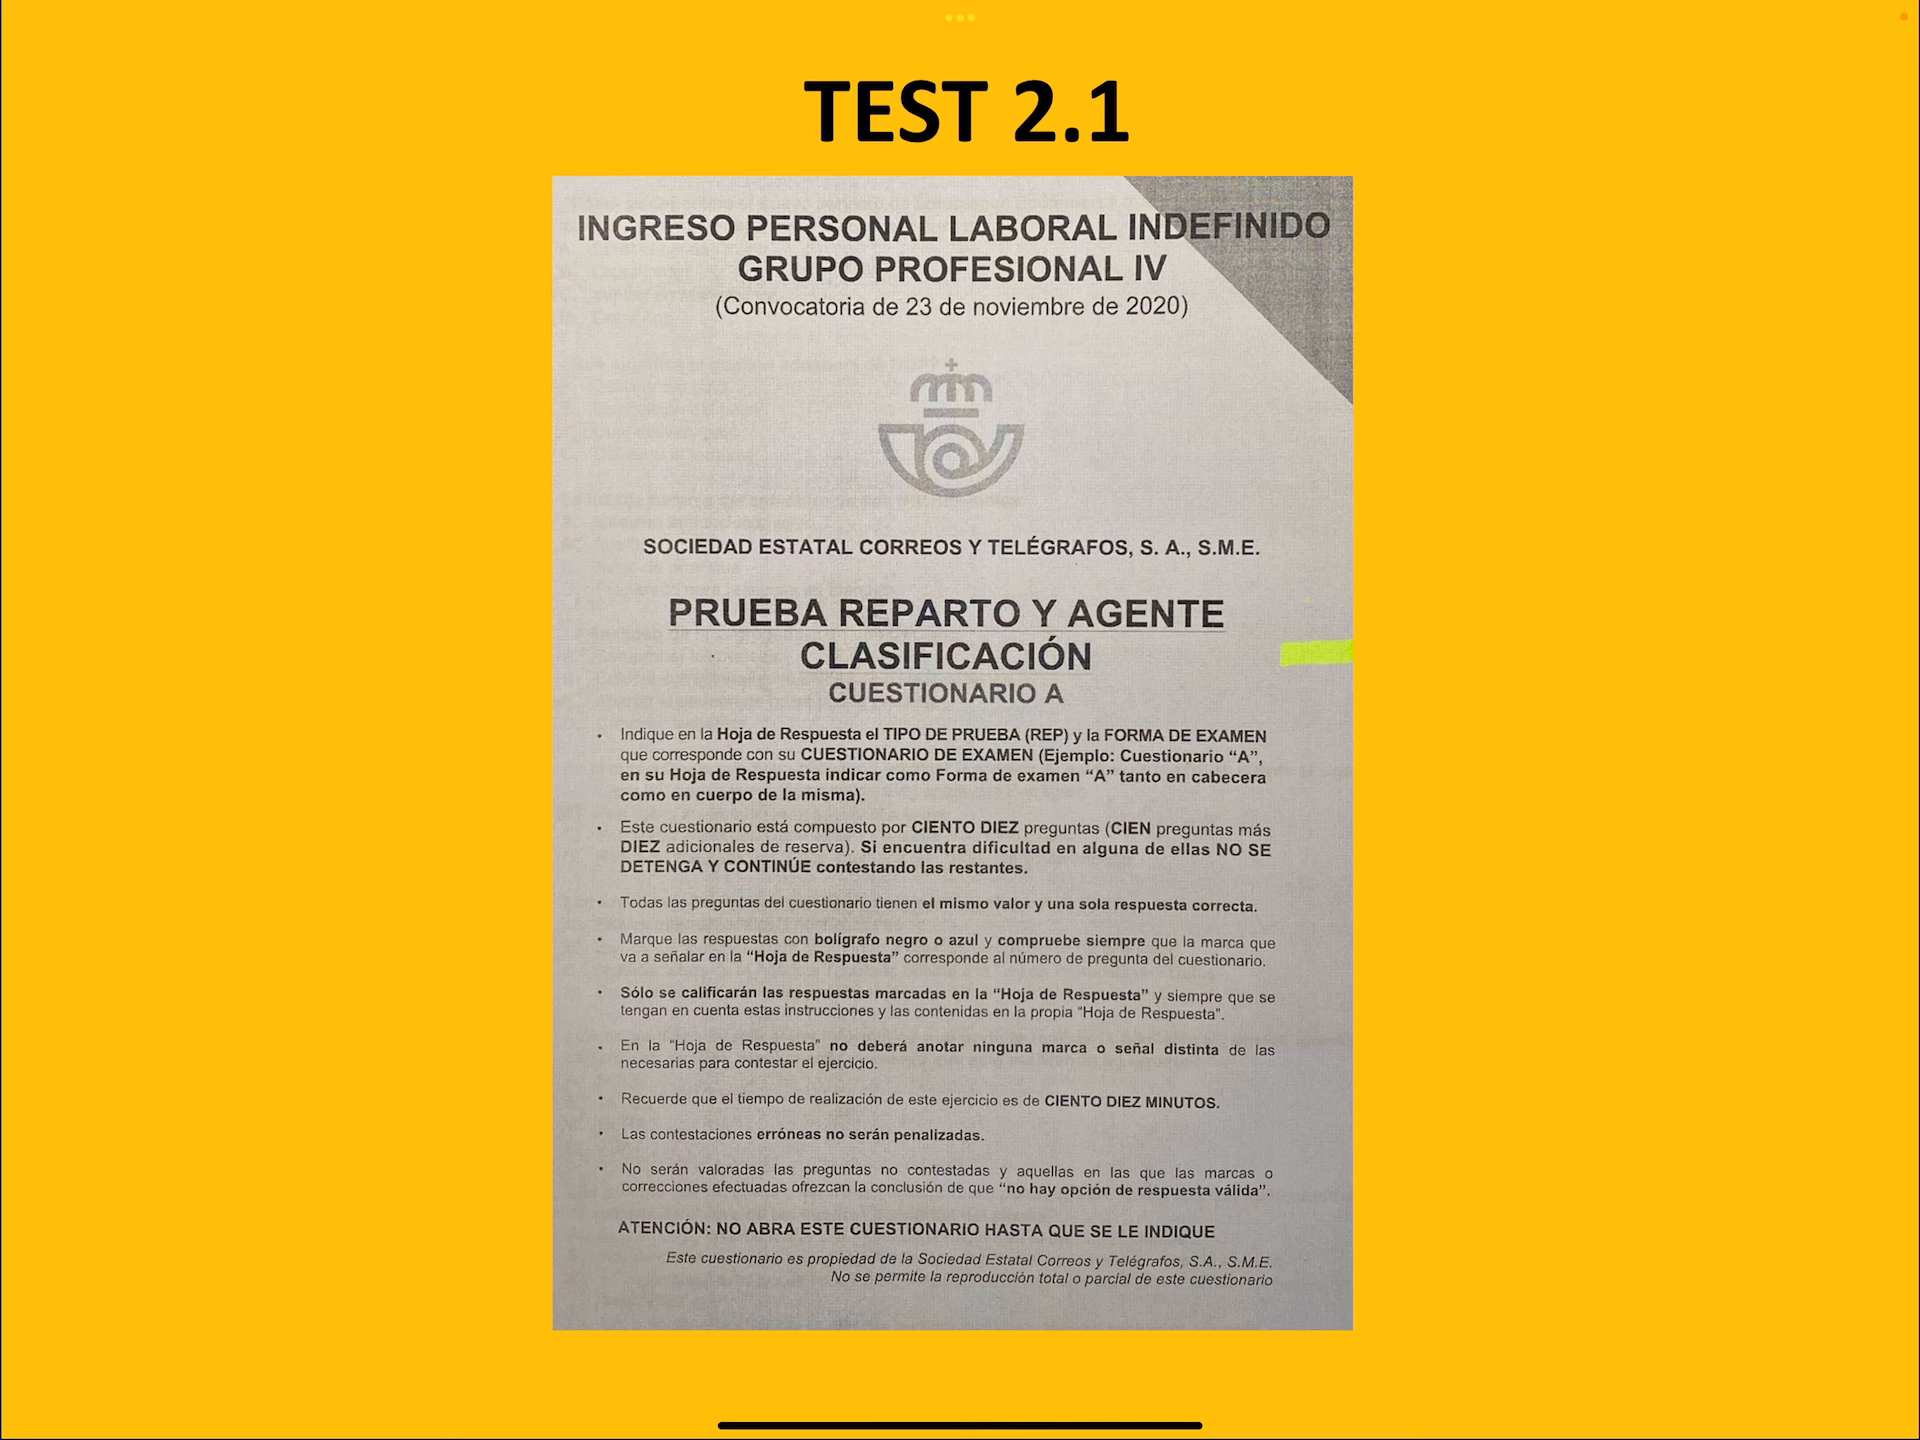 TEST 2.1
INGRESO PERSONAL LABORAL INDEFINIDO
GRUPO PROFESIONAL IV
(Convocatoria de 23 de noviembre de 2020)
SOCIEDAD ESTATAL CORREOS Y TELÉGRAFOS, S. A., S.M.E.
PRUEBA REPARTO Y AGENTE
CLASIFICACIÓN
CUESTIONARIO A
• Indique en la Hoja de Respuesta el TIPO DE PRUEBA (REP) y la FORMA DE EXAMEN
que corresponde con su CUESTIONARIO DE EXAMEN (Ejemplo: Cuestionario “A”,
en su Hoja de Respuesta indicar como Forma de examen “A” tanto en cabecera
como en cuerpo de la misma).
• Este cuestionario está compuesto por CIENTO DIEZ preguntas (CIEN preguntas más
DIEZ adicionales de reserva). Si encuentra dificultad en alguna de ellas NO SE
DETENGA Y CONTINÚE contestando las restantes.
• Todas las preguntas del cuestionario tienen el mismo valor y una sola respuesta correcta.
• Marque las respuestas con bolígrafo negro o azul y compruebe siempre que la marca que
va a señalar en la “Hoja de Respuesta” corresponde al número de pregunta del cuestionario.
• Sólo se calificarán las respuestas marcadas en la “Hoja de Respuesta” y siempre que se
tengan en cuenta estas instrucciones y las contenidas en la propia “Hoja de Respuesta”.
• En la “Hoja de Respuesta” no deberá anotar ninguna marca o señal distinta de las
necesarias para contestar el ejercicio.
• Recuerde que el tiempo de realización de este ejercicio es de CIENTO DIEZ MINUTOS.
• Las contestaciones erróneas no serán penalizadas.
• No serán valoradas las preguntas no contestadas y aquellas en las que las marcas o
correcciones efectuadas ofrezcan la conclusión de que “no hay opción de respuesta válida”.
ATENCIÓN: NO ABRA ESTE CUESTIONARIO HASTA QUE SE LE INDIQUE
Este cuestionario es propiedad de la Sociedad Estatal Correos y Telégrafos, S.A., S.M.E.
No se permite la reproducción total o parcial de este cuestionario